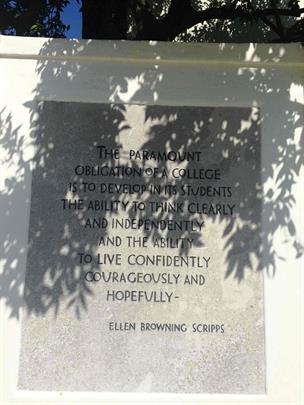 THE PARAMOUNT
OBLIGATION OF A COLLEGE
IS TO DEVELOP IN ITS STUDENTS
THE ABILITY TO THINK CLEARLY
AND INDEPENDENTLY
AND THE ABILITY
TO LIVE CONFIDENTLY
COURAGEOUSLY AND
HOPEFULLY-
ELLEN BROWNING SCRIPPS